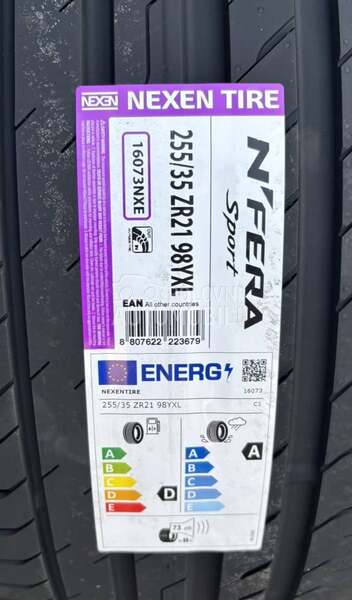 NEXEN NEXEN TIRE
N'FERA
Sport
255/35 ZR21 98YXL
16073NXE
EAN All other countries
8 807622 223679
ENERG
NEXENTIRE 16073
255/35 ZR21 98YXL C1
A A A
B B
C C
D D D
E E
73 dB